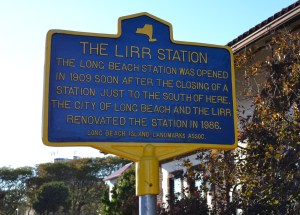 THE LIRR STATION
THE LONG BEACH STATION WAS OPENED
IN 1909 SOON AFTER THE CLOSING OF A
STATION JUST TO THE SOUTH OF HERE.
THE CITY OF LONG BEACH AND THE LIRR
RENOVATED THE STATION IN 1986.
LONG BEACH ISLAND LANDMARKS ASSOC.